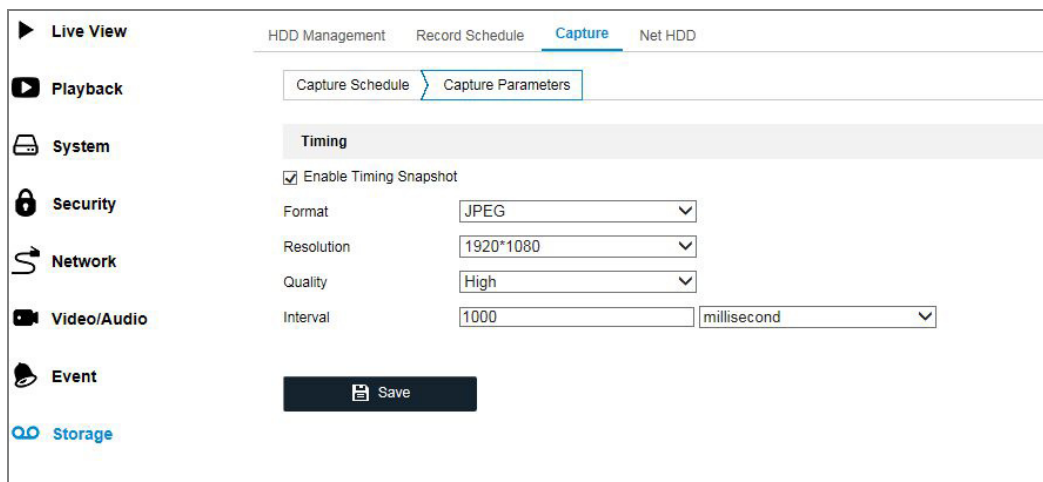 Live View
HDD Management Record Schedule Capture Net HDD
Playback
Capture Schedule Capture Parameters
System
Timing
Enable Timing Snapshot
Security
Format JPEG
Resolution 1920*1080
Network
Quality High
Video/Audio
Interval 1000 millisecond
Event
Save
Storage